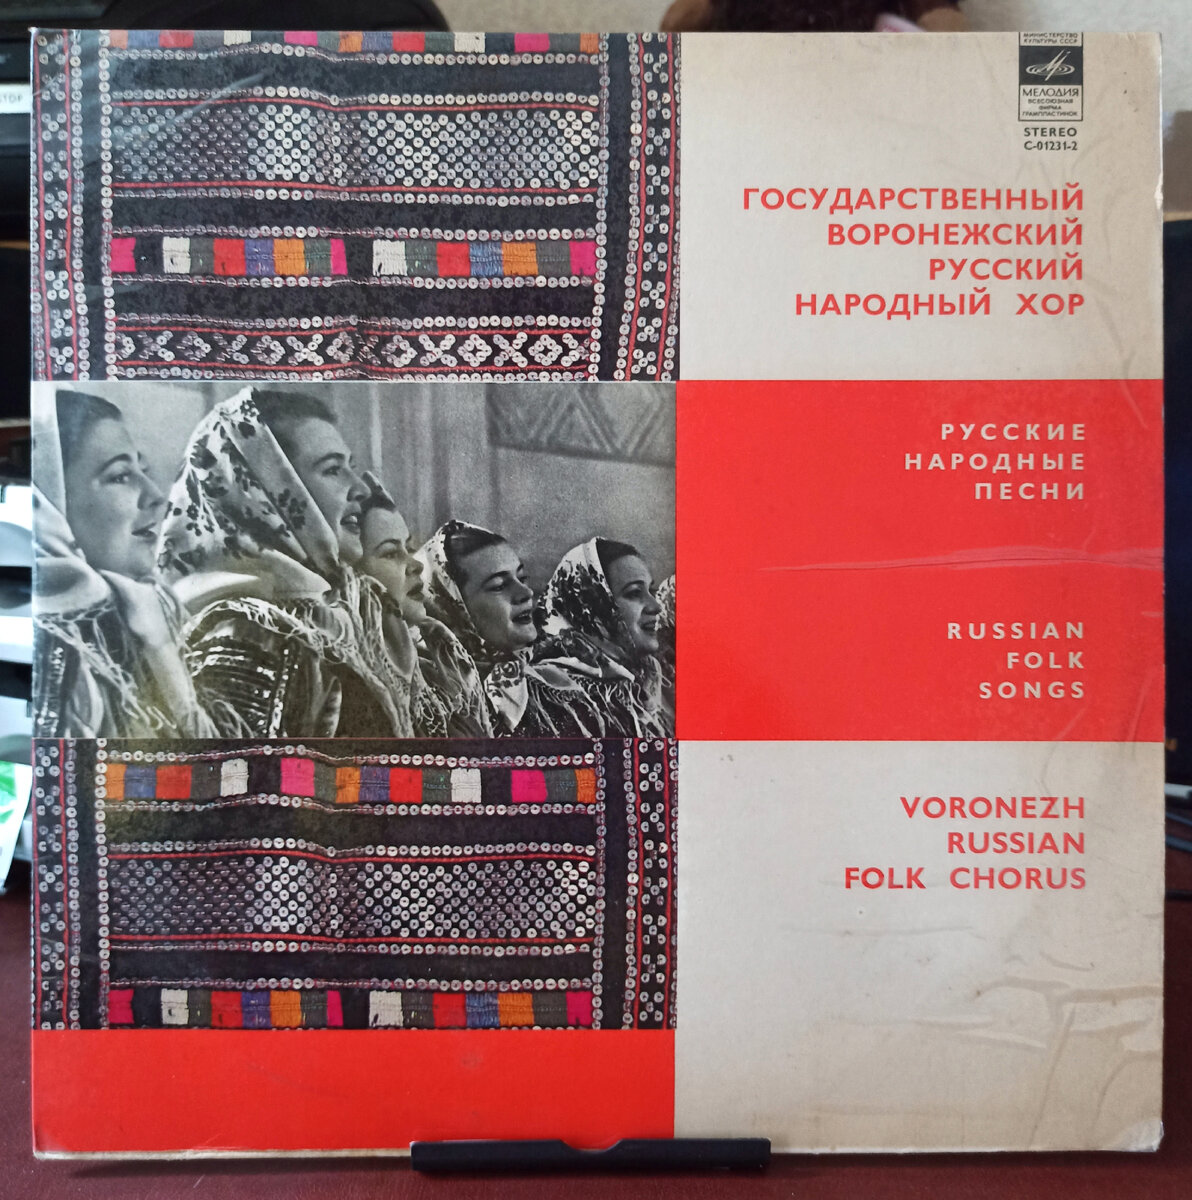 STOP
МИНИСТЕРСТВО
КУЛЬТУРЫ СССР
МЕЛОДИЯ
ВСЕСОЮЗНАЯ
ФИРМА
ГРАМПЛАСТИНОК
STEREO
С-01231-2
ГОСУДАРСТВЕННЫЙ
ВОРОНЕЖСКИЙ
РУССКИЙ
НАРОДНЫЙ ХОР
РУССКИЕ
НАРОДНЫЕ
ПЕСНИ
RUSSIAN
FOLK
SONGS
VORONEZH
RUSSIAN
FOLK CHORUS